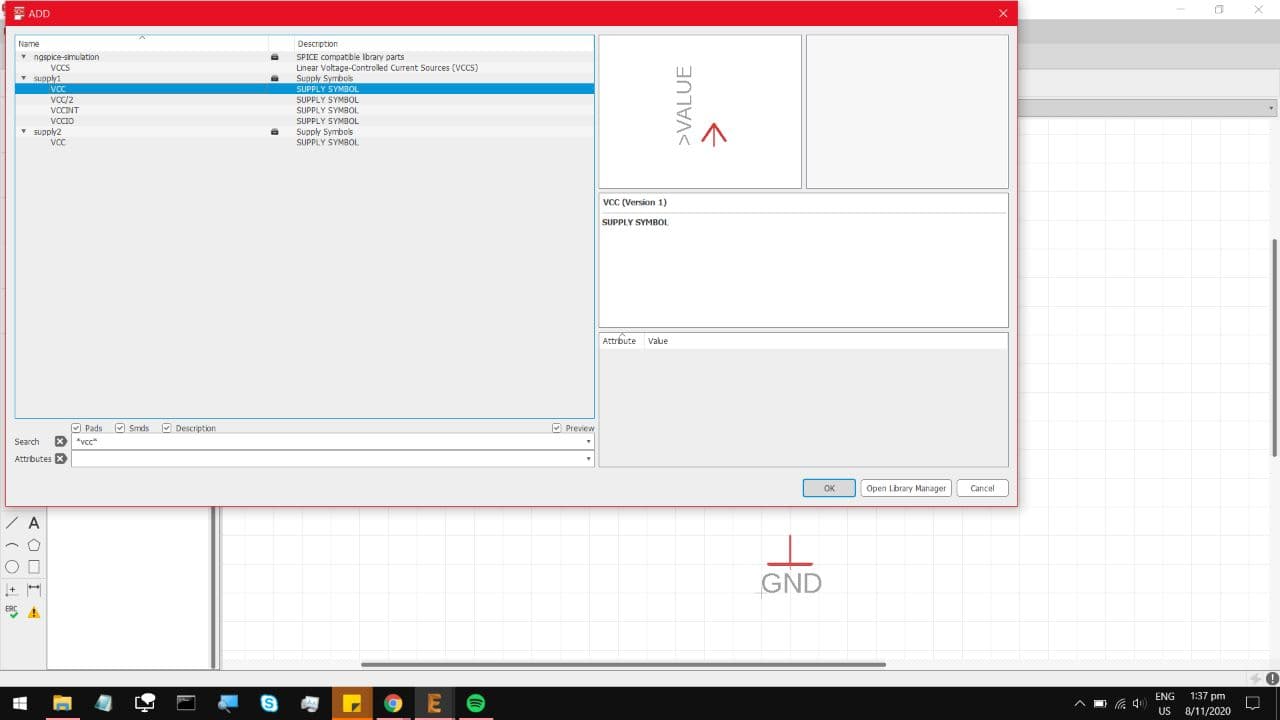 ADD
Name Description
ngspice-simulation SPICE compatible library parts
VCCS Linear Voltage-Controlled Current Sources (VCCS)
supply1 Supply Symbols
VCC SUPPLY SYMBOL
VCC/2 SUPPLY SYMBOL
VCCINT SUPPLY SYMBOL
VCCIO SUPPLY SYMBOL
supply2 Supply Symbols
VCC SUPPLY SYMBOL
>VALUE
VCC (Version 1)
SUPPLY SYMBOL
Attribute Value
Pads Smds Description Preview
Search *vcc*
Attributes
OK Open Library Manager Cancel
A
GND
ERC
ENG 1:37 pm
US 8/11/2020